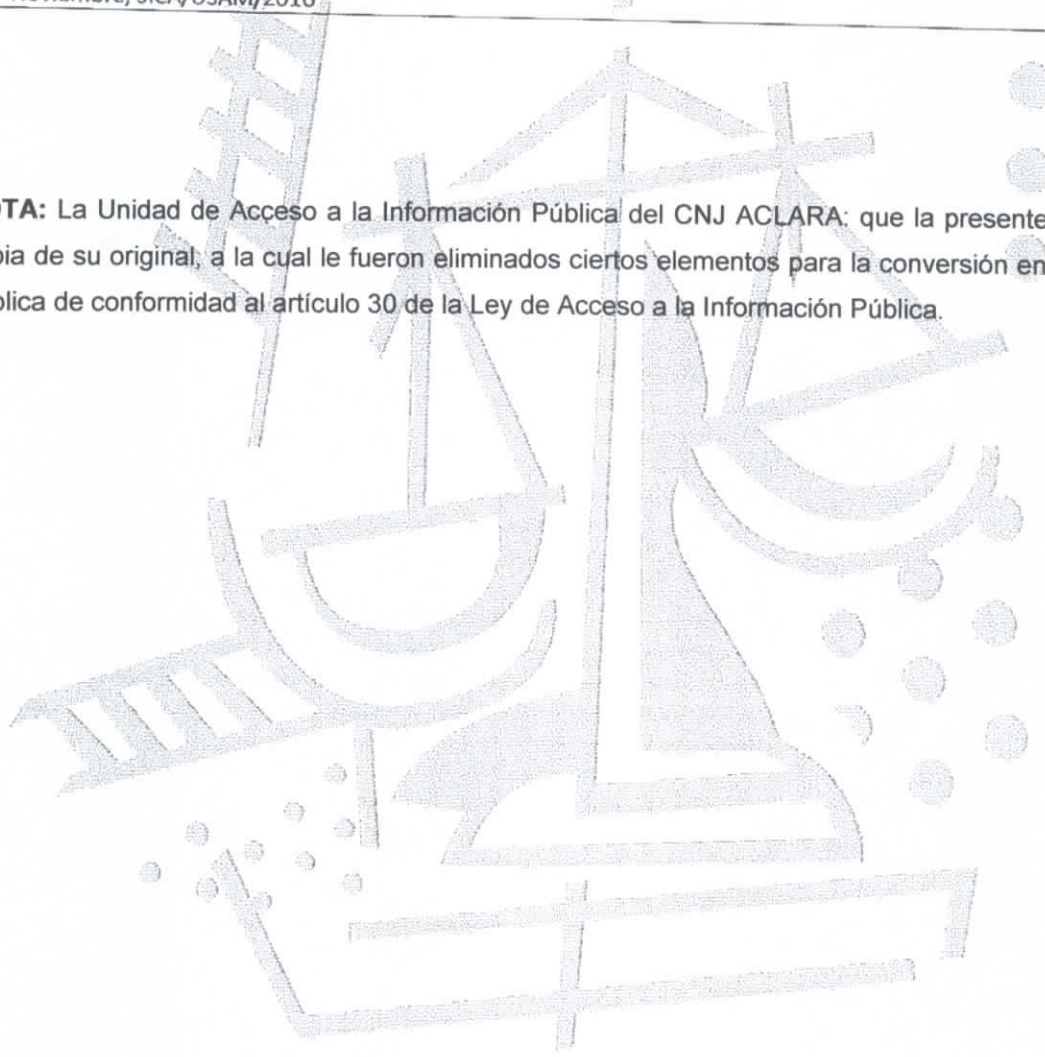 OTA: La Unidad de Acceso a la Información Pública del CNJ ACLARA: que la presente
pia de su original, a la cual le fueron eliminados ciertos elementos para la conversión en
blica de conformidad al artículo 30 de la Ley de Acceso a la Información Pública.